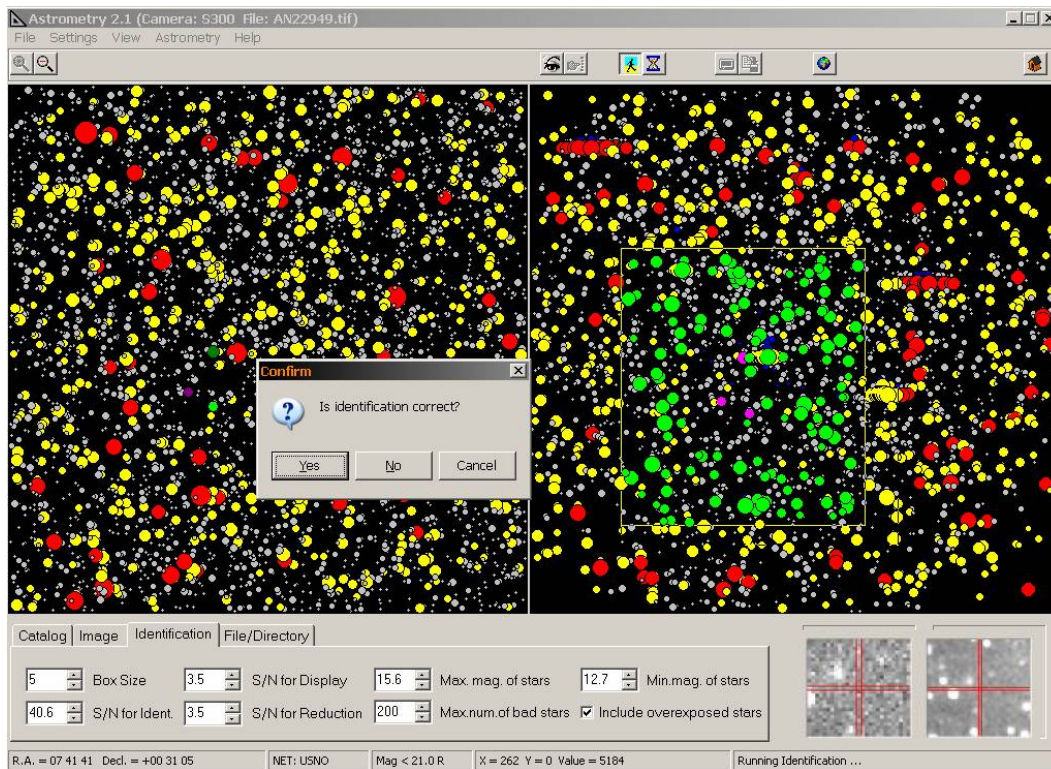 Astrometry 2.1 (Camera: S300 File: AN22949.tif)
File Settings View Astrometry Help
Confirm
Is identification correct?
Yes No Cancel
Catalog Image Identification File/Directory
5 Box Size 3.5 S/N for Display 15.6 Max. mag. of stars 12.7 Min.mag. of stars
40.6 S/N for Ident. 3.5 S/N for Reduction 200 Max.num.of bad stars Include overexposed stars
R.A. = 07 41 41 Decl. = +00 31 05 NET: USNO Mag < 21.0 R X = 262 Y = 0 Value = 5184 Running Identification ...